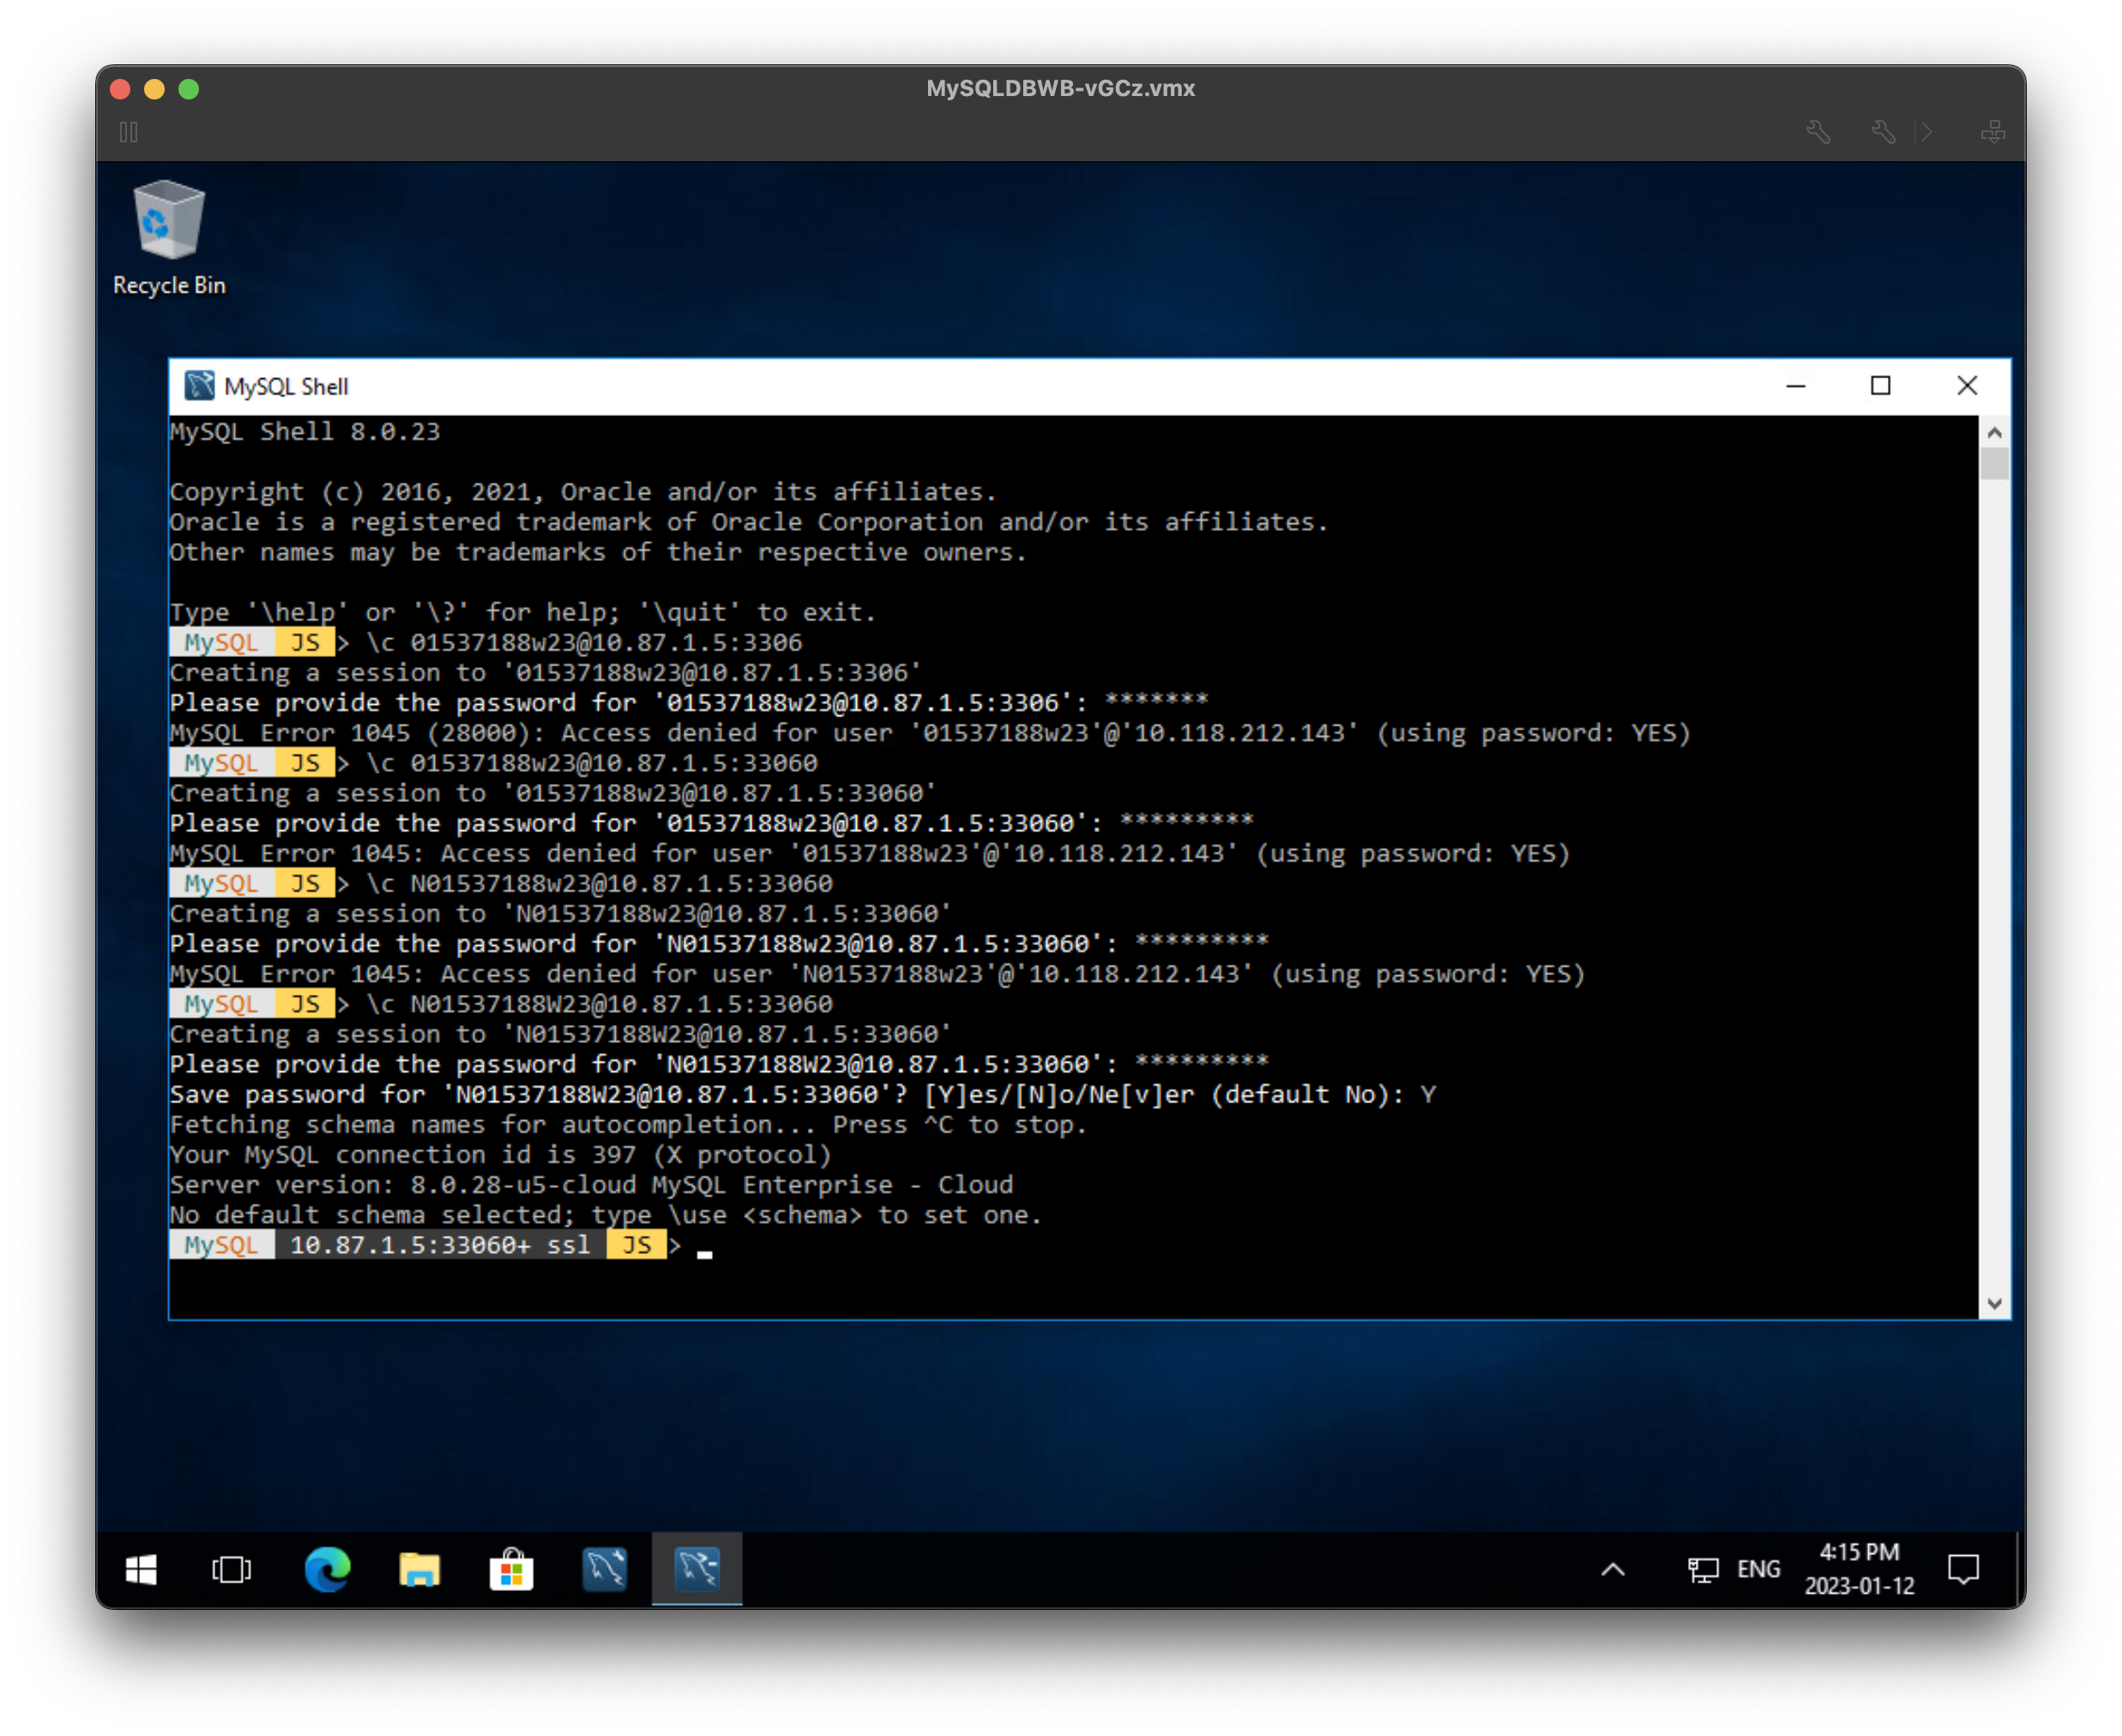 MySQLDBWB-vGCz.vmx
Recycle Bin
MySQL Shell
MySQL Shell 8.0.23
Copyright (c) 2016, 2021, Oracle and/or its affiliates.
Oracle is a registered trademark of Oracle Corporation and/or its affiliates.
Other names may be trademarks of their respective owners.
Type '\help' or '\?' for help; '\quit' to exit.
MySQL JS > \c 01537188w23@10.87.1.5:3306
Creating a session to '01537188w23@10.87.1.5:3306'
Please provide the password for '01537188w23@10.87.1.5:3306': *******
MySQL Error 1045 (28000): Access denied for user '01537188w23'@'10.118.212.143' (using password: YES)
MySQL JS > \c 01537188w23@10.87.1.5:33060
Creating a session to '01537188w23@10.87.1.5:33060'
Please provide the password for '01537188w23@10.87.1.5:33060': *********
MySQL Error 1045: Access denied for user '01537188w23'@'10.118.212.143' (using password: YES)
MySQL JS > \c N01537188w23@10.87.1.5:33060
Creating a session to 'N01537188w23@10.87.1.5:33060'
Please provide the password for 'N01537188w23@10.87.1.5:33060': *********
MySQL Error 1045: Access denied for user 'N01537188w23'@'10.118.212.143' (using password: YES)
MySQL JS > \c N01537188W23@10.87.1.5:33060
Creating a session to 'N01537188W23@10.87.1.5:33060'
Please provide the password for 'N01537188W23@10.87.1.5:33060': *********
Save password for 'N01537188W23@10.87.1.5:33060'? [Y]es/[N]o/Ne[v]er (default No): Y
Fetching schema names for autocompletion... Press ^C to stop.
Your MySQL connection id is 397 (X protocol)
Server version: 8.0.28-u5-cloud MySQL Enterprise - Cloud
No default schema selected; type \use <schema> to set one.
MySQL 10.87.1.5:33060+ ssl JS >
ENG
4:15 PM
2023-01-12